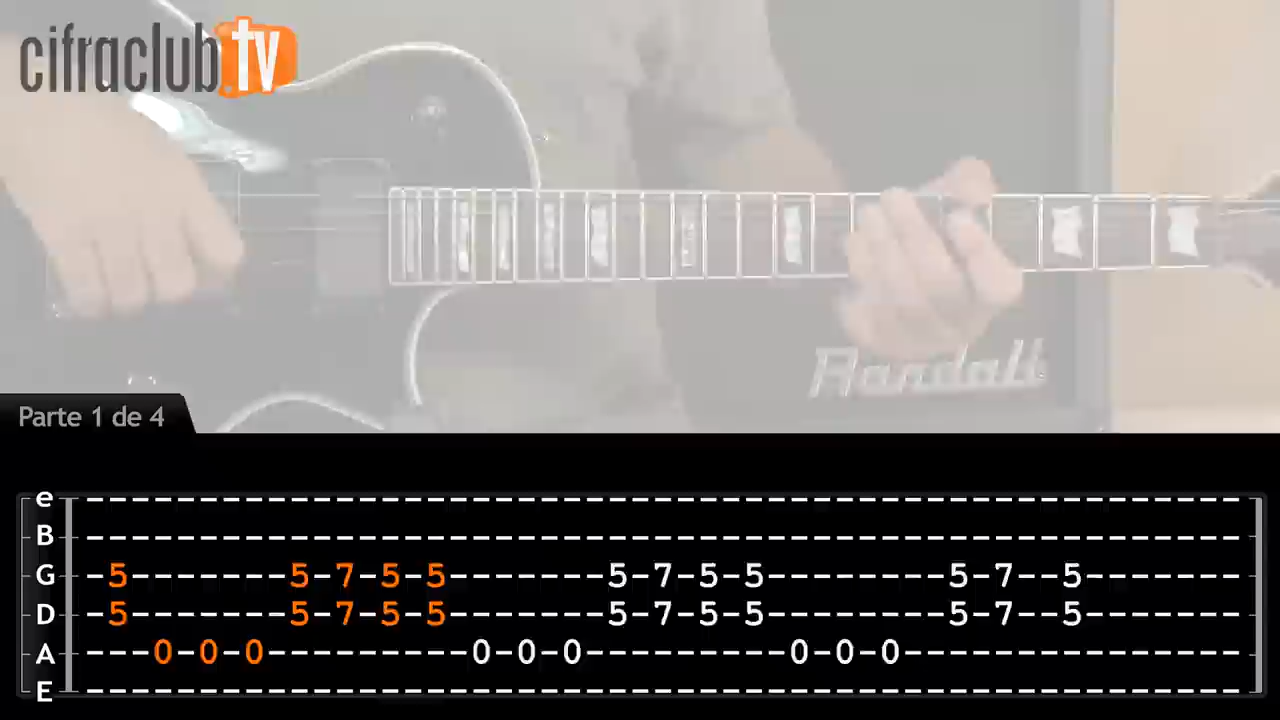 cifraclub.tv
Randall
Parte 1 de 4
e
B
G 5 5 7 5 5 5 7 5 5 5 7 5
D 5 5 7 5 5 5 7 5 5 5 7 5
A 0 0 0 0 0 0 0 0 0
E